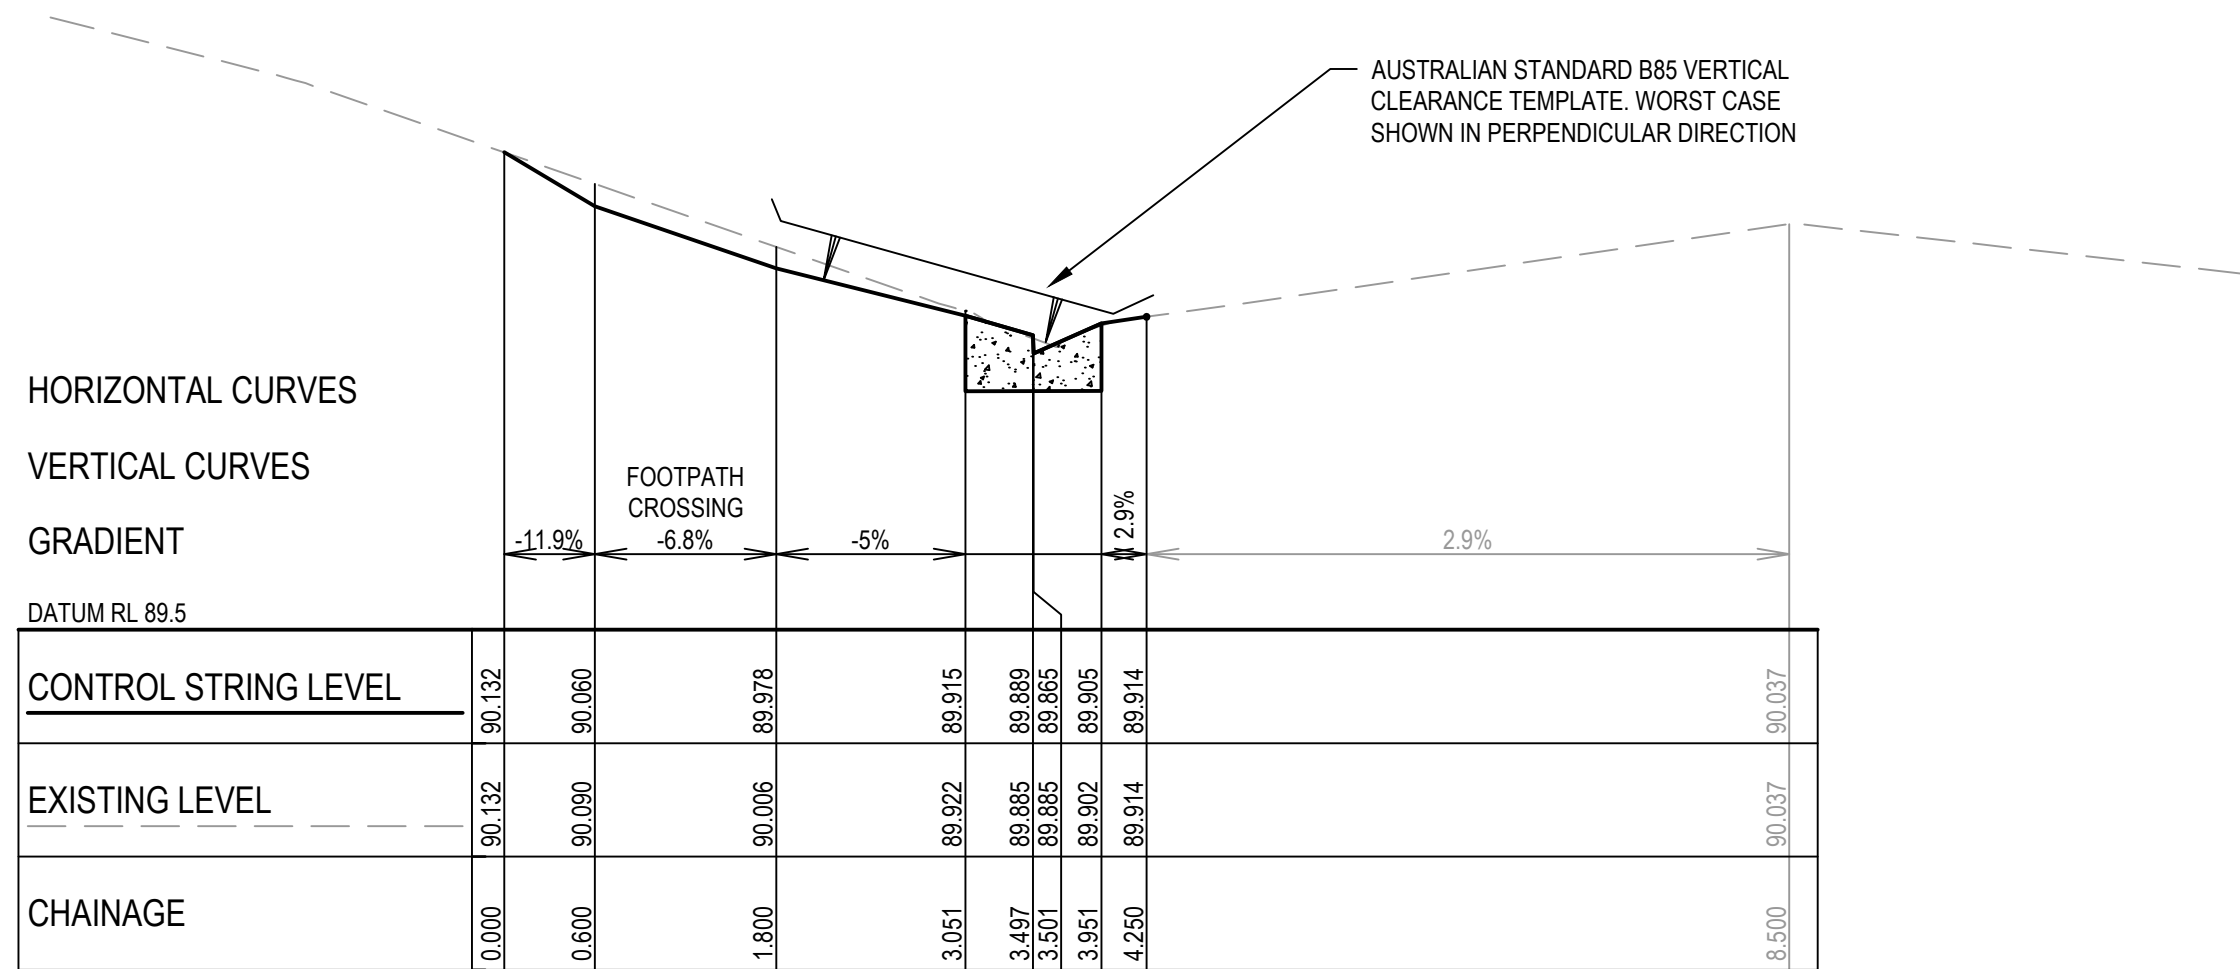 AUSTRALIAN STANDARD B85 VERTICAL
CLEARANCE TEMPLATE. WORST CASE
SHOWN IN PERPENDICULAR DIRECTION
HORIZONTAL CURVES
VERTICAL CURVES
FOOTPATH
CROSSING
GRADIENT
-11.9%
-6.8%
-5%
2.9%
2.9%
DATUM RL 89.5
CONTROL STRING LEVEL
90.132
90.060
89.978
89.915
89.889
89.865
89.905
89.914
90.037
EXISTING LEVEL
90.132
90.090
90.006
89.922
89.885
89.885
89.902
89.914
90.037
CHAINAGE
0.000
0.600
1.800
3.051
3.497
3.501
3.951
4.250
8.500